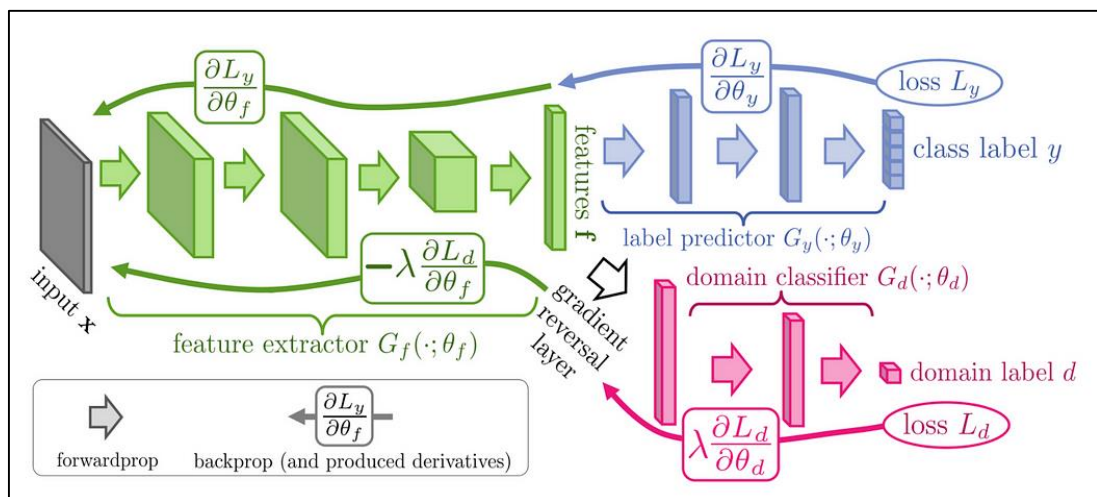 ∂L_y/∂θ_f
∂L_y/∂θ_y
loss L_y
features f
class label y
label predictor G_y(·; θ_y)
input x
−λ ∂L_d/∂θ_f
feature extractor G_f(·; θ_f)
gradient
reversal
layer
domain classifier G_d(·; θ_d)
domain label d
λ ∂L_d/∂θ_d
loss L_d
∂L_y/∂θ_f
forwardprop
backprop (and produced derivatives)